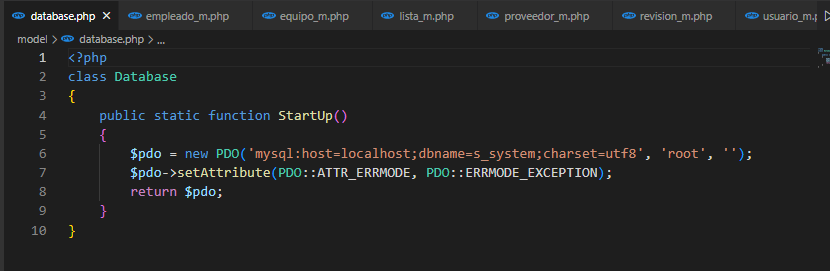 database.php empleado_m.php equipo_m.php lista_m.php proveedor_m.php revision_m.php usuario_m.p
model > database.php > ...
1 <?php
2 class Database
3 {
4     public static function StartUp()
5     {
6         $pdo = new PDO('mysql:host=localhost;dbname=s_system;charset=utf8', 'root', '');
7         $pdo->setAttribute(PDO::ATTR_ERRMODE, PDO::ERRMODE_EXCEPTION);
8         return $pdo;
9     }
10 }